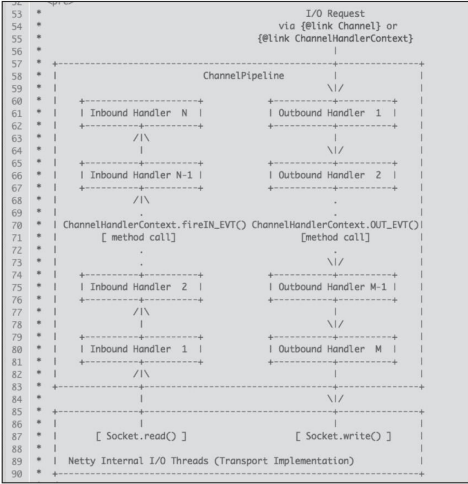 52 * <pre>
53 * I/O Request
54 * via {@link Channel} or
55 * {@link ChannelHandlerContext}
56 * |
57 * +---------------------------------------------------+---------------+
58 * | ChannelPipeline | |
59 * | \|/ |
60 * | +---------------------+ +-----------+----------+ |
61 * | | Inbound Handler N | | Outbound Handler 1 | |
62 * | +----------+----------+ +-----------+----------+ |
63 * | /|\ | |
64 * | | \|/ |
65 * | +----------+----------+ +-----------+----------+ |
66 * | | Inbound Handler N-1 | | Outbound Handler 2 | |
67 * | +----------+----------+ +-----------+----------+ |
68 * | /|\ . |
69 * | . . |
70 * | ChannelHandlerContext.fireIN_EVT() ChannelHandlerContext.OUT_EVT()|
71 * | [ method call] [method call] |
72 * | . . |
73 * | . \|/ |
74 * | +----------+----------+ +-----------+----------+ |
75 * | | Inbound Handler 2 | | Outbound Handler M-1 | |
76 * | +----------+----------+ +-----------+----------+ |
77 * | /|\ | |
78 * | | \|/ |
79 * | +----------+----------+ +-----------+----------+ |
80 * | | Inbound Handler 1 | | Outbound Handler M | |
81 * | +----------+----------+ +-----------+----------+ |
82 * | /|\ | |
83 * +---------------+-----------------------------------+---------------+
84 * | \|/
85 * +---------------+-----------------------------------+---------------+
86 * | | | |
87 * | [ Socket.read() ] [ Socket.write() ] |
88 * | |
89 * | Netty Internal I/O Threads (Transport Implementation) |
90 * +-------------------------------------------------------------------+